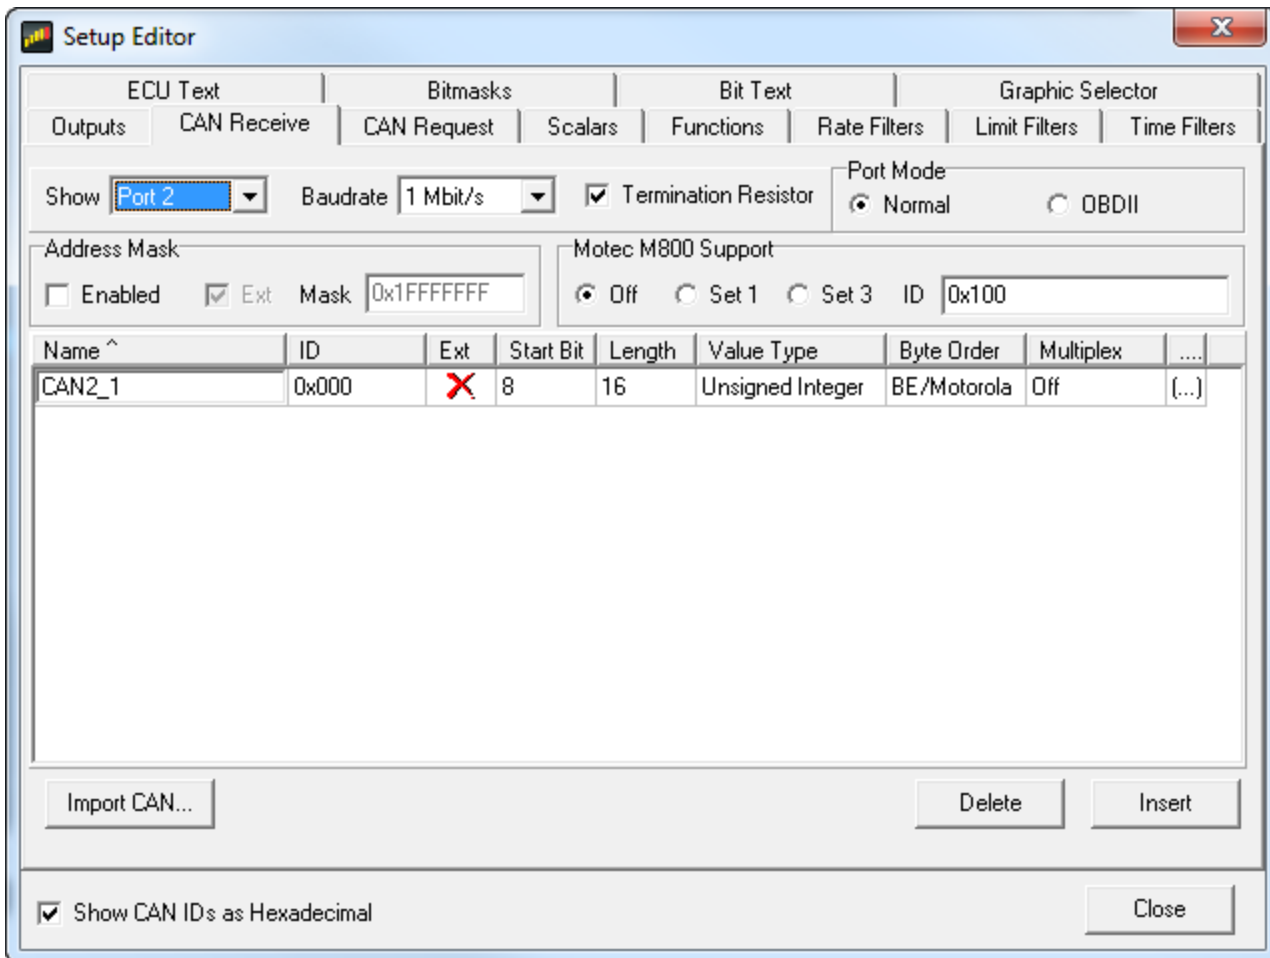 Setup Editor
ECU Text Bitmasks Bit Text Graphic Selector
Outputs CAN Receive CAN Request Scalars Functions Rate Filters Limit Filters Time Filters
Port Mode
Show Port 2 Baudrate 1 Mbit/s Termination Resistor Normal OBDII
Address Mask Motec M800 Support
Enabled Ext Mask 0x1FFFFFFF Off Set 1 Set 3 ID 0x100
Name ^ ID Ext Start Bit Length Value Type Byte Order Multiplex ....
CAN2_1 0x000 8 16 Unsigned Integer BE/Motorola Off (...)
Import CAN... Delete Insert
Show CAN IDs as Hexadecimal Close